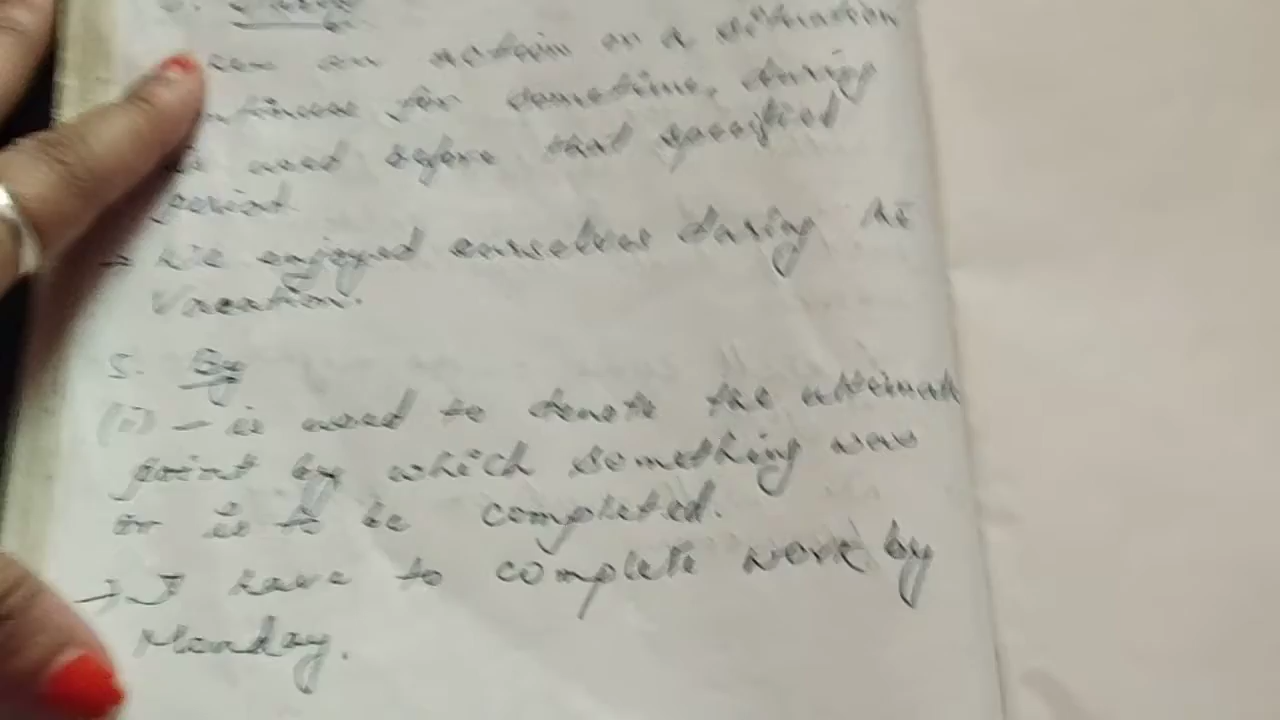 an action or a situation
for sometime, during
used before that specified
period
→ We enjoyed ourselves during the
Vacation.
5. By
(i) - is used to denote the ultimate
point by which something was
or is to be completed.
→ I have to complete work by
Monday.